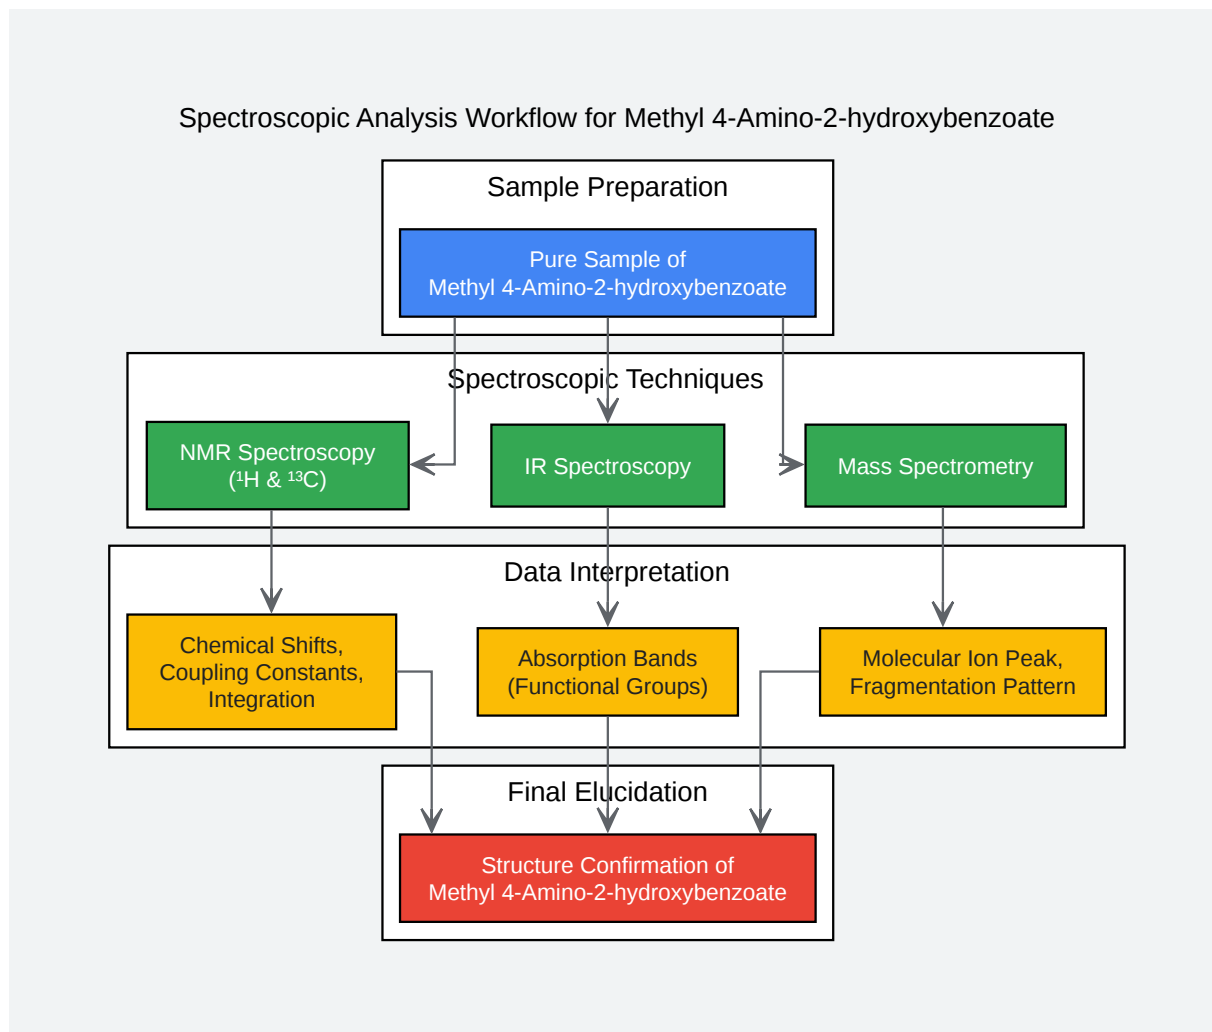 Spectroscopic Analysis Workflow for Methyl 4-Amino-2-hydroxybenzoate
Sample Preparation
Pure Sample of
Methyl 4-Amino-2-hydroxybenzoate
Spectroscopic Techniques
NMR Spectroscopy
(¹H & ¹³C)
IR Spectroscopy
Mass Spectrometry
Data Interpretation
Chemical Shifts,
Coupling Constants,
Integration
Absorption Bands
(Functional Groups)
Molecular Ion Peak,
Fragmentation Pattern
Final Elucidation
Structure Confirmation of
Methyl 4-Amino-2-hydroxybenzoate